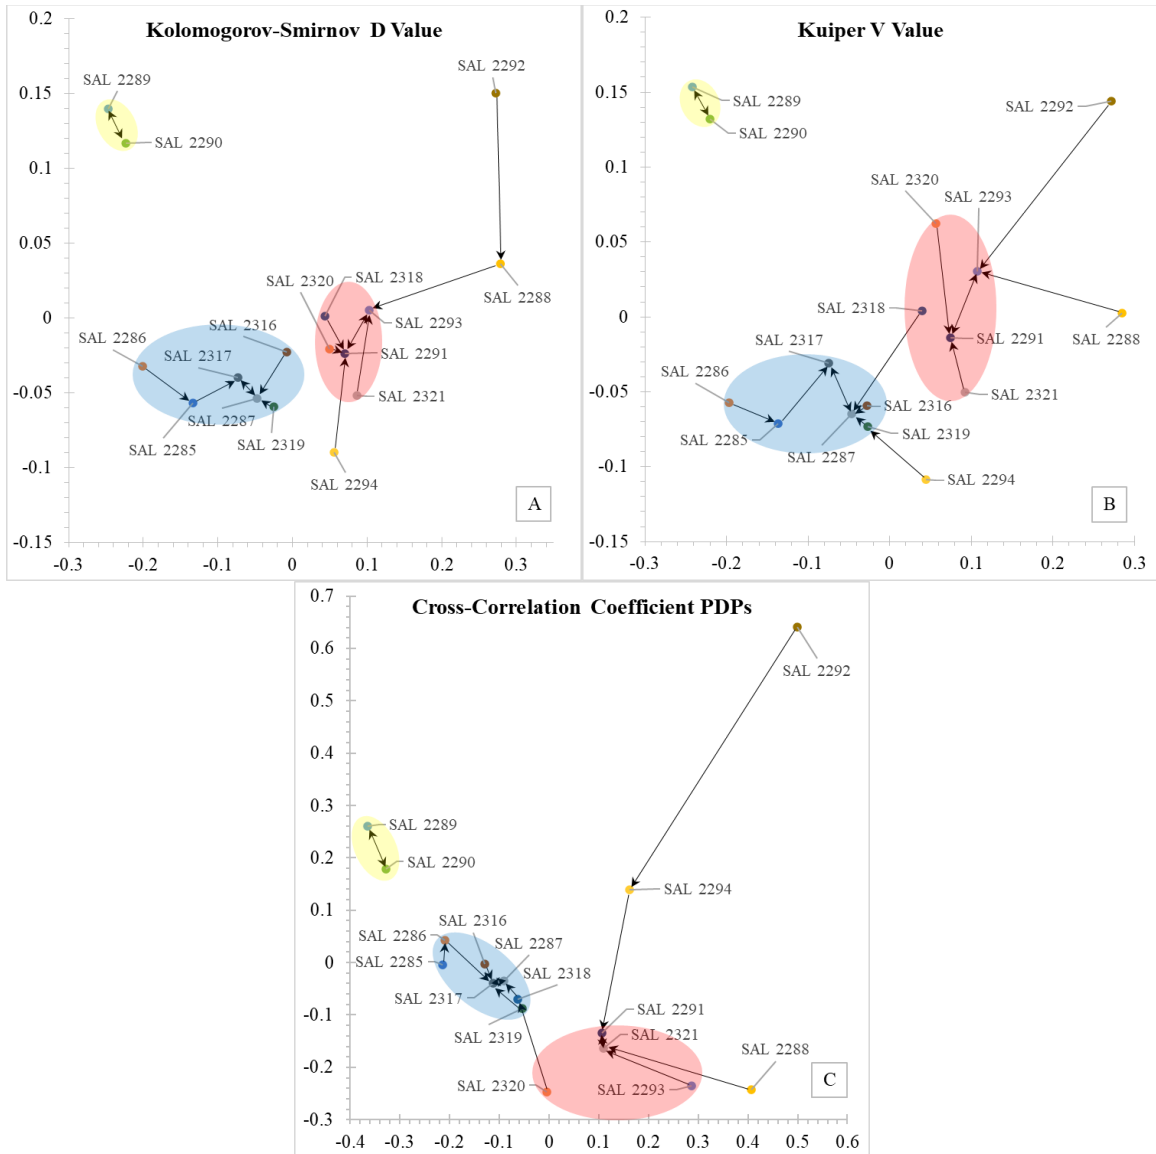 Kolomogorov-Smirnov D Value
0.2
0.15
0.1
0.05
0
-0.05
-0.1
-0.15
-0.3
-0.2
-0.1
0
0.1
0.2
0.3
SAL 2289
SAL 2290
SAL 2292
SAL 2288
SAL 2320
SAL 2318
SAL 2293
SAL 2291
SAL 2321
SAL 2294
SAL 2316
SAL 2286
SAL 2317
SAL 2287
SAL 2285
SAL 2319
A
Kuiper V Value
0.2
0.15
0.1
0.05
0
-0.05
-0.1
-0.15
-0.3
-0.2
-0.1
0
0.1
0.2
0.3
SAL 2289
SAL 2290
SAL 2292
SAL 2320
SAL 2293
SAL 2318
SAL 2291
SAL 2288
SAL 2317
SAL 2286
SAL 2321
SAL 2316
SAL 2285
SAL 2319
SAL 2287
SAL 2294
B
Cross-Correlation Coefficient PDPs
0.7
0.6
0.5
0.4
0.3
0.2
0.1
0
-0.1
-0.2
-0.3
-0.4
-0.3
-0.2
-0.1
0
0.1
0.2
0.3
0.4
0.5
0.6
SAL 2292
SAL 2289
SAL 2290
SAL 2294
SAL 2316
SAL 2286
SAL 2287
SAL 2285
SAL 2318
SAL 2317
SAL 2291
SAL 2321
SAL 2319
SAL 2288
SAL 2320
SAL 2293
C